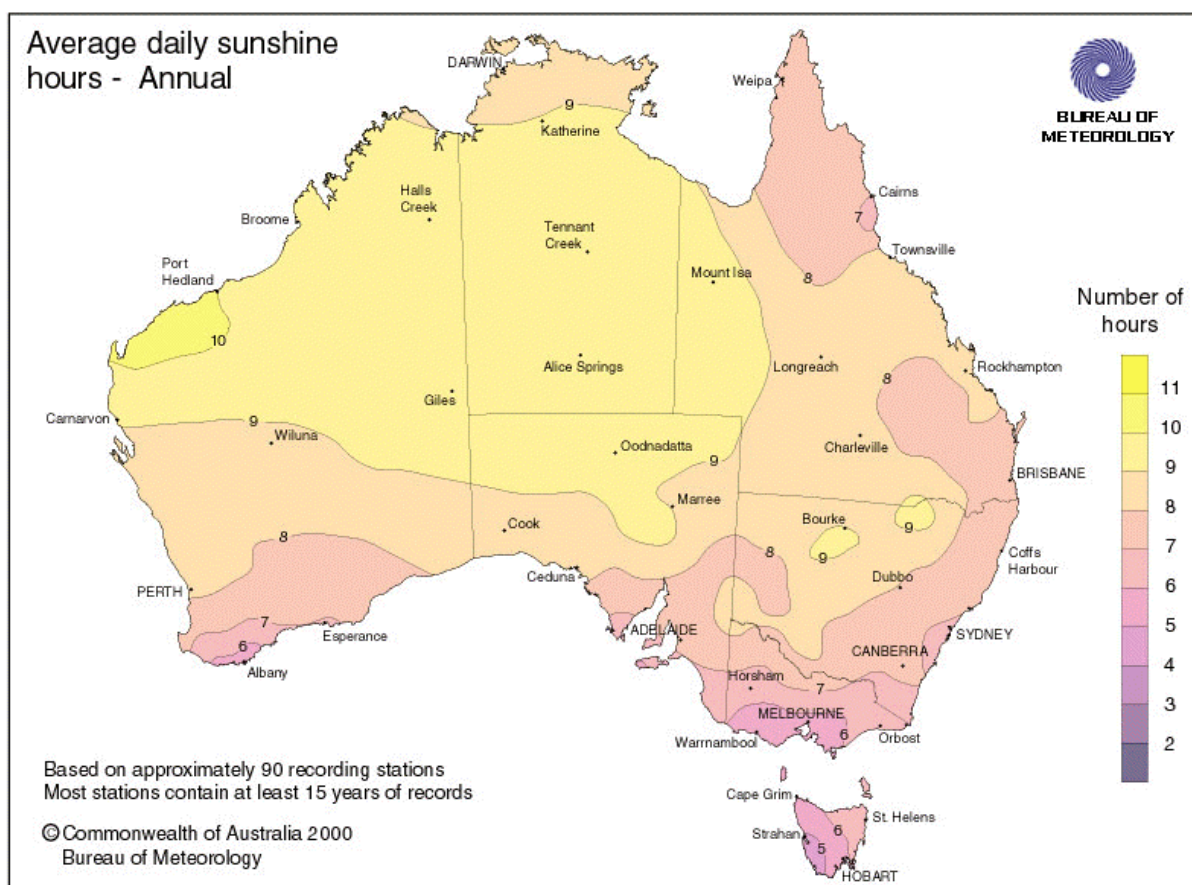 Average daily sunshine
hours - Annual
BUREAU OF
METEOROLOGY
DARWIN
Weipa
9
Katherine
Halls
Creek
Cairns
Broome
7
Tennant
Creek
Townsville
Port
Hedland
Mount Isa
8
Number of
hours
10
Alice Springs
Longreach
Rockhampton
8
11
Giles
10
Carnarvon
9
Wiluna
Oodnadatta
Charleville
9
9
BRISBANE
Marree
8
Cook
Bourke
9
8
9
8
7
Coffs
Harbour
PERTH
Ceduna
Dubbo
6
7
Esperance
ADELAIDE
SYDNEY
5
6
Albany
CANBERRA
4
Horsham
7
3
MELBOURNE
6
Warrnambool
Orbost
2
Based on approximately 90 recording stations
Most stations contain at least 15 years of records
Cape Grim
St. Helens
© Commonwealth of Australia 2000
Bureau of Meteorology
Strahan
6
5
HOBART